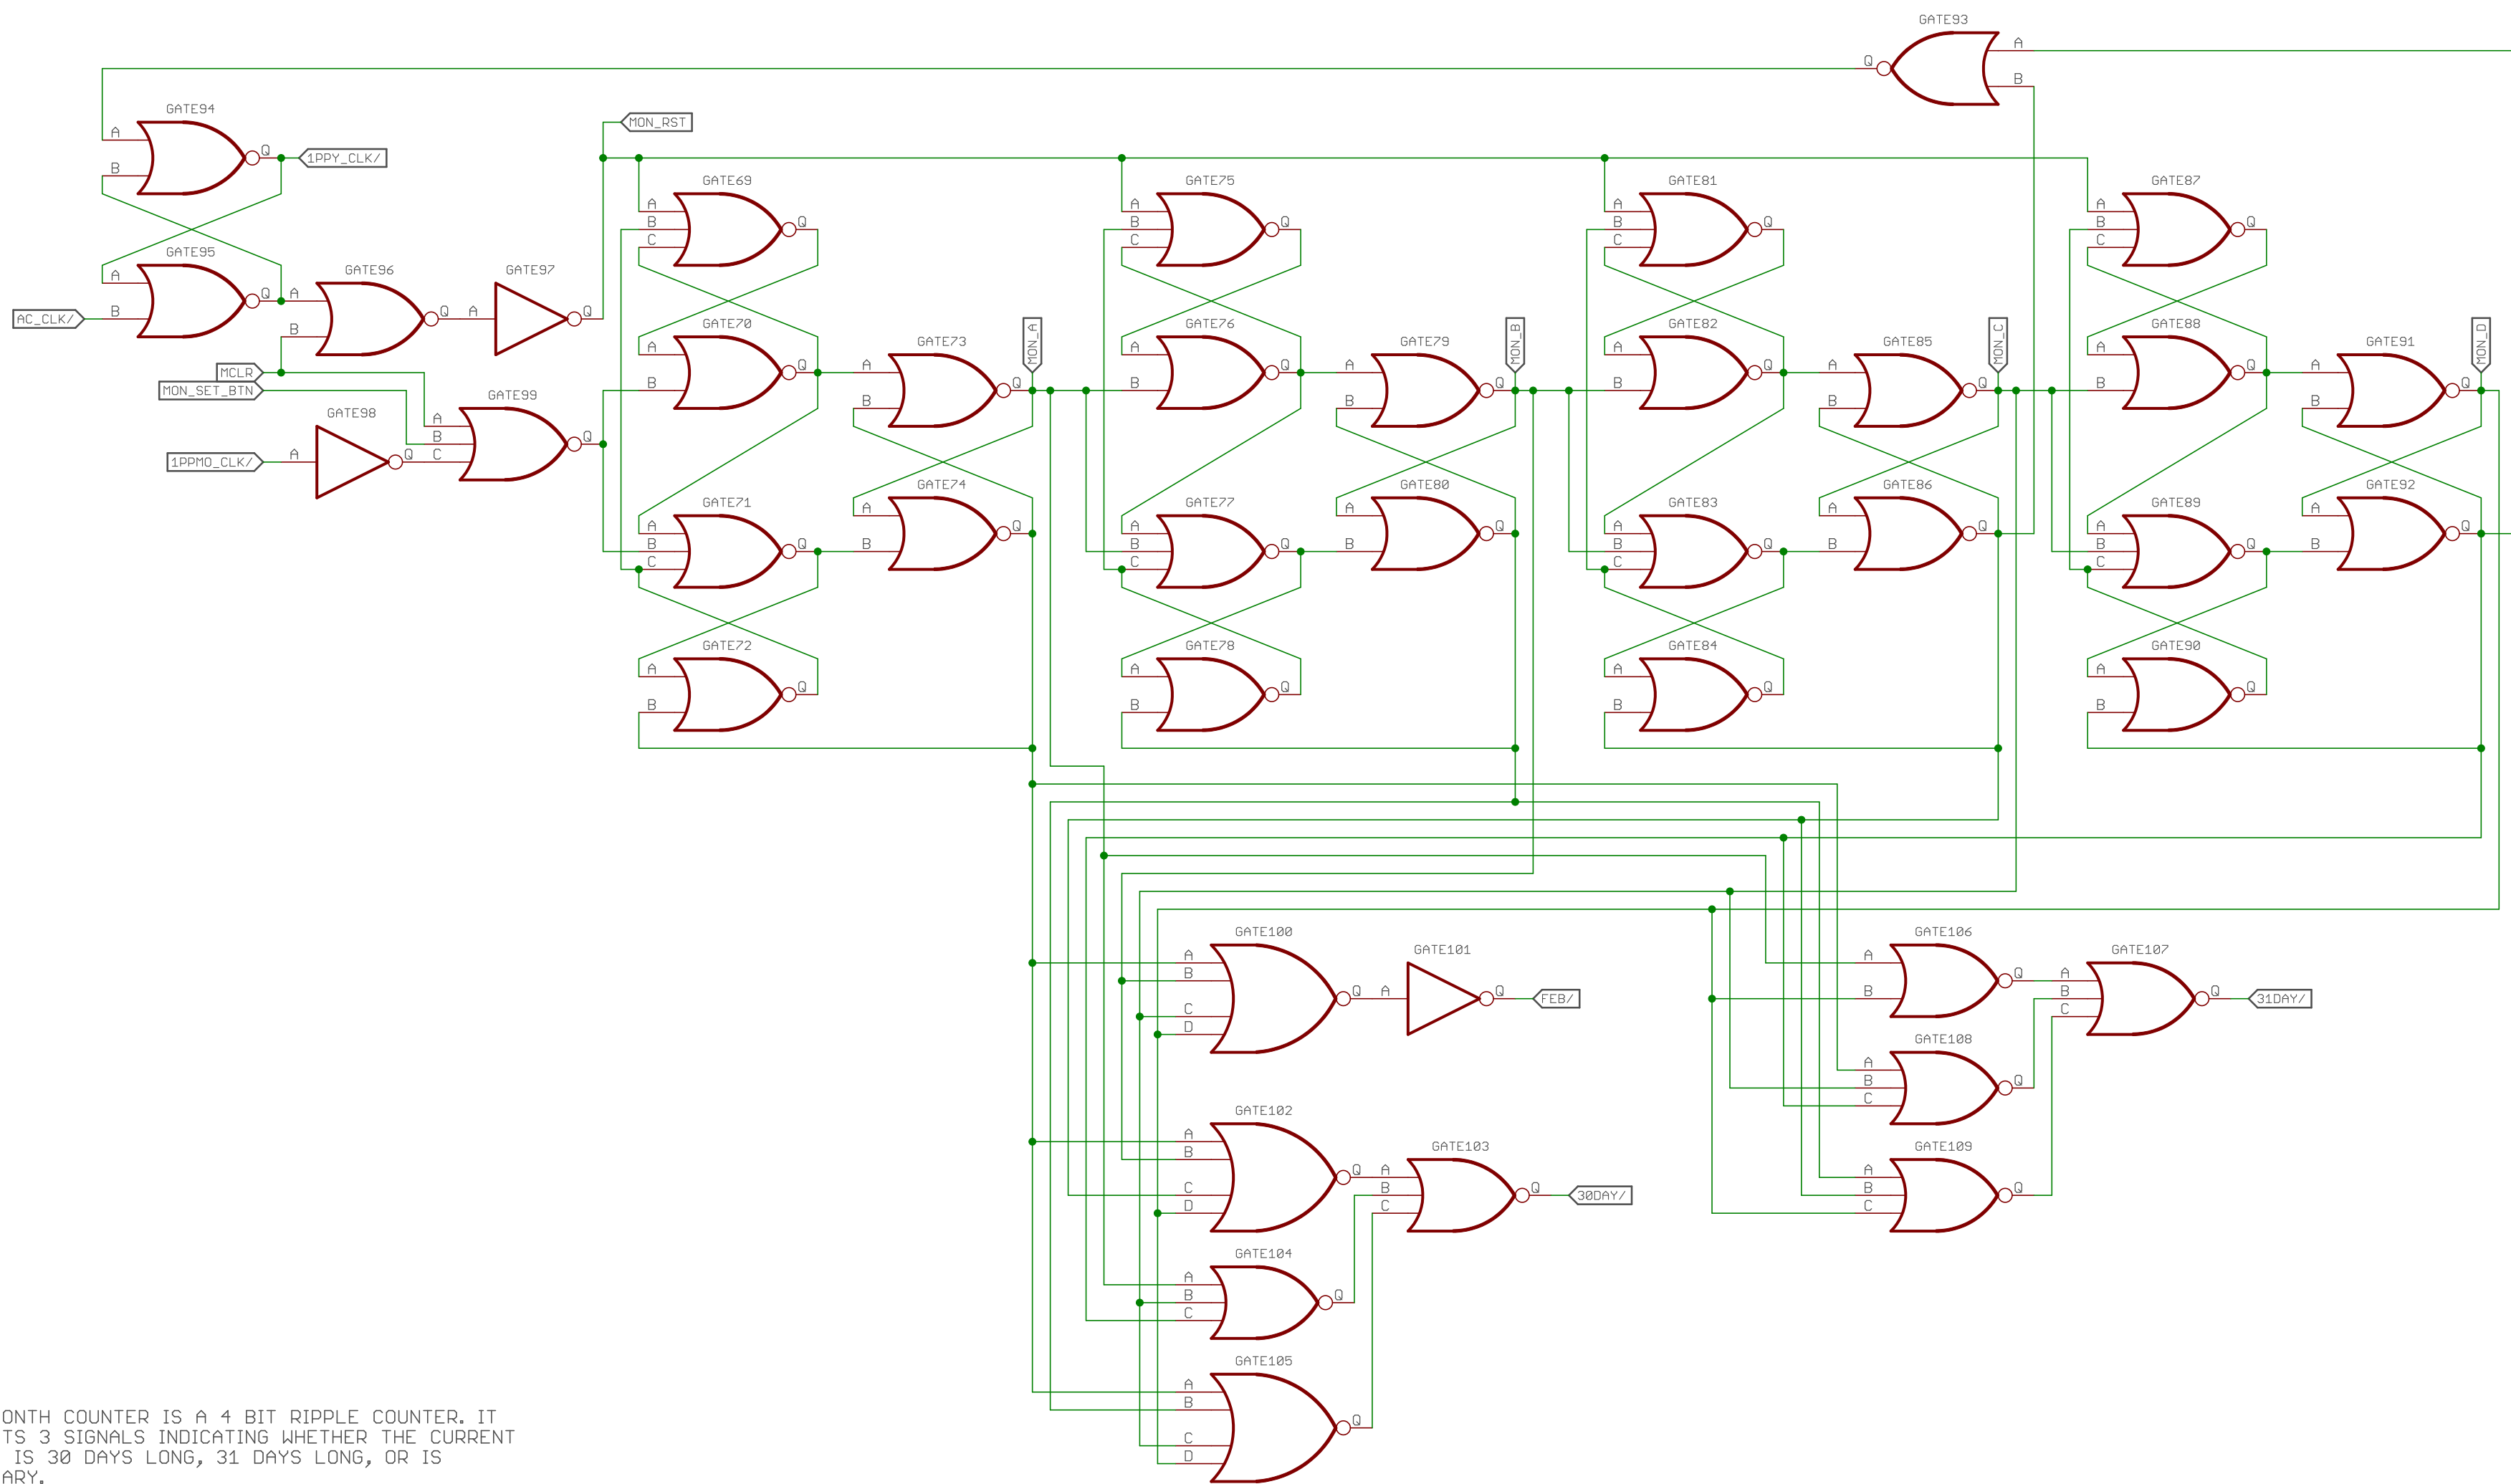 GATE93
A
Q
B
GATE94
A
MON_RST
Q
1PPY_CLK/
B
GATE69
GATE75
GATE81
GATE87
A
B
C
Q
A
B
C
Q
A
B
C
Q
A
B
C
Q
GATE95
A
Q
AC_CLK/
B
GATE96
A
Q
B
GATE97
A
Q
GATE70
A
Q
B
GATE73
A
Q
B
MON_A
GATE76
A
Q
B
GATE79
A
Q
B
MON_B
GATE82
A
Q
B
GATE85
A
Q
B
MON_C
GATE88
A
Q
B
GATE91
A
Q
B
MON_D
MCLR
MON_SET_BTN
GATE98
1PPMO_CLK/
A
Q
GATE99
A
B
C
Q
GATE71
A
B
C
Q
GATE74
A
Q
B
GATE77
A
B
C
Q
GATE80
A
Q
B
GATE83
A
B
C
Q
GATE86
A
Q
B
GATE89
A
B
C
Q
GATE92
A
Q
B
GATE72
A
Q
B
GATE78
A
Q
B
GATE84
A
Q
B
GATE90
A
Q
B
GATE100
A
B
C
D
Q
GATE101
A
Q
FEB/
GATE106
A
Q
B
GATE107
A
B
C
Q
31DAY/
GATE108
A
B
C
Q
GATE102
A
B
C
D
Q
GATE103
A
B
C
Q
30DAY/
GATE109
A
B
C
Q
GATE104
A
B
C
Q
GATE105
A
B
C
D
Q
ONTH COUNTER IS A 4 BIT RIPPLE COUNTER. IT
TS 3 SIGNALS INDICATING WHETHER THE CURRENT
IS 30 DAYS LONG, 31 DAYS LONG, OR IS
ARY.